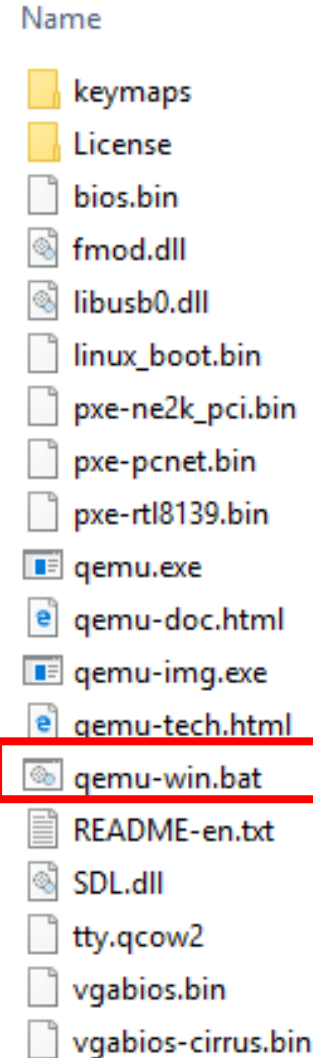 Name
keymaps
License
bios.bin
fmod.dll
libusb0.dll
linux_boot.bin
pxe-ne2k_pci.bin
pxe-pcnet.bin
pxe-rtl8139.bin
qemu.exe
qemu-doc.html
qemu-img.exe
qemu-tech.html
qemu-win.bat
README-en.txt
SDL.dll
tty.qcow2
vgabios.bin
vgabios-cirrus.bin